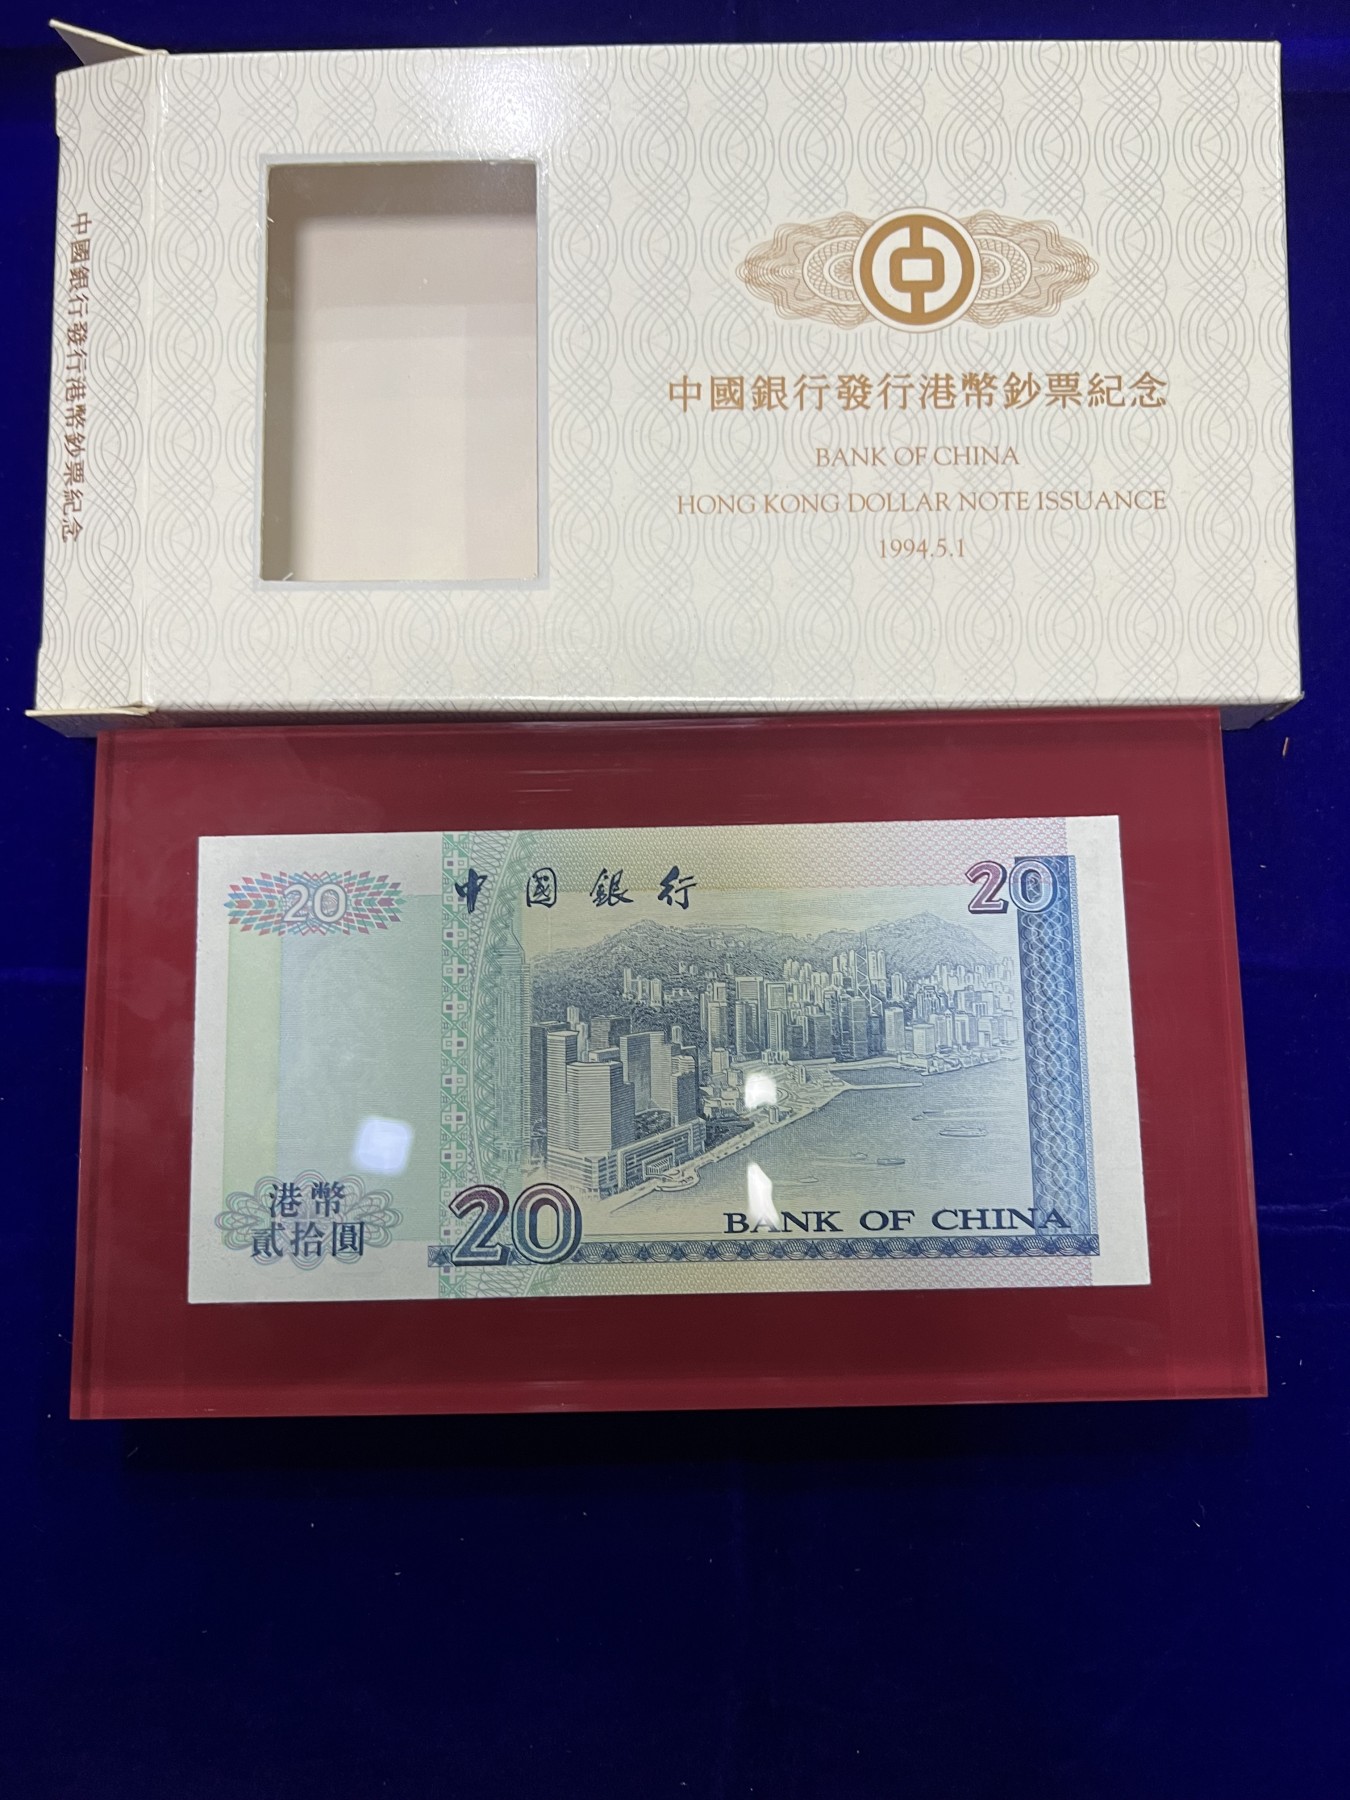 中國銀行發行港幣鈔票紀念
中國銀行發行港幣鈔票紀念
BANK OF CHINA
HONG KONG DOLLAR NOTE ISSUANCE
1994.5.1
20
中國銀行
20
港幣
貳拾圓
20
BANK OF CHINA